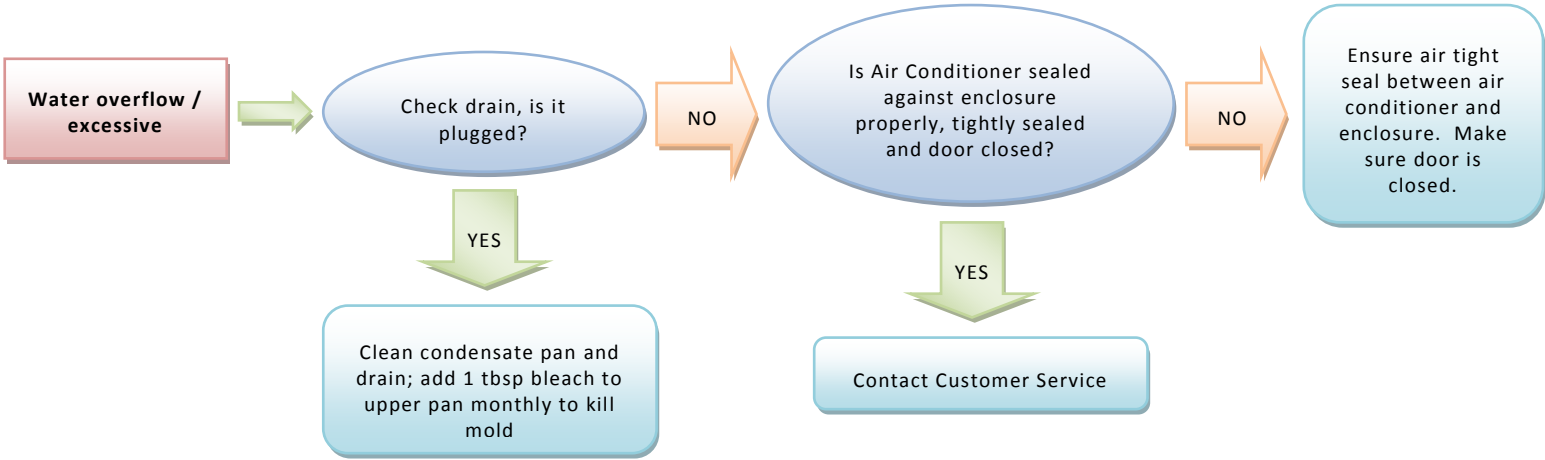 Water overflow /
excessive
Check drain, is it
plugged?
NO
Is Air Conditioner sealed
against enclosure
properly, tightly sealed
and door closed?
NO
Ensure air tight
seal between air
conditioner and
enclosure.  Make
sure door is
closed.
YES
YES
Clean condensate pan and
drain; add 1 tbsp bleach to
upper pan monthly to kill
mold
Contact Customer Service